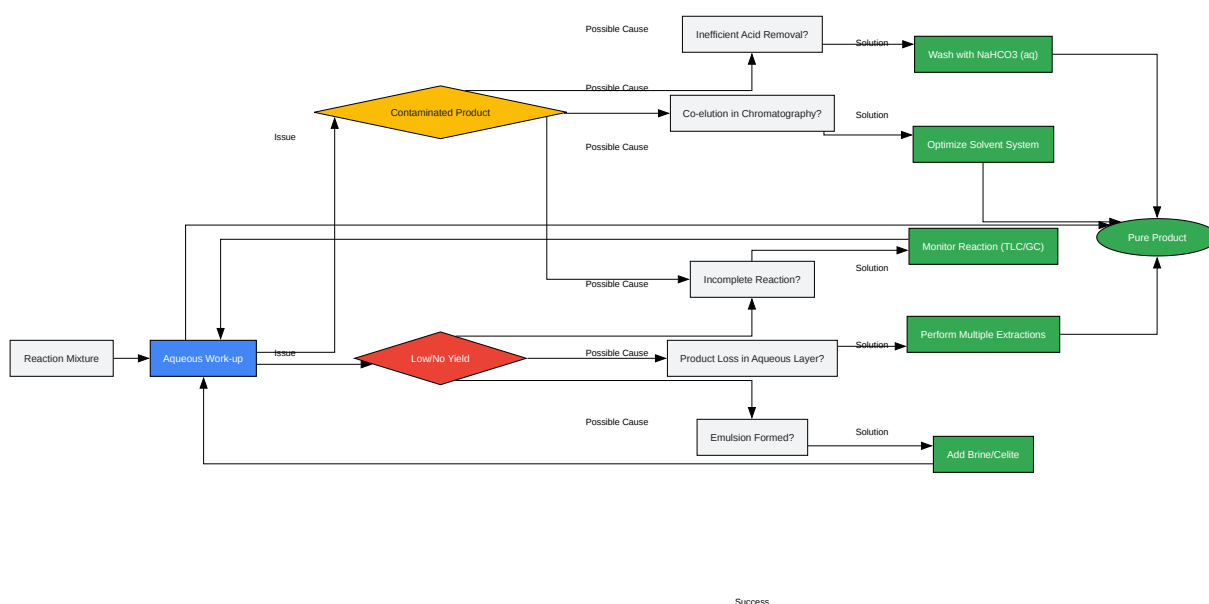 Possible Cause
Inefficient Acid Removal?
Solution
Wash with NaHCO3 (aq)
Possible Cause
Contaminated Product
Co-elution in Chromatography?
Solution
Issue
Possible Cause
Optimize Solvent System
Pure Product
Monitor Reaction (TLC/GC)
Solution
Incomplete Reaction?
Possible Cause
Perform Multiple Extractions
Solution
Reaction Mixture
Aqueous Work-up
Issue
Low/No Yield
Possible Cause
Product Loss in Aqueous Layer?
Possible Cause
Emulsion Formed?
Solution
Add Brine/Celite
Success